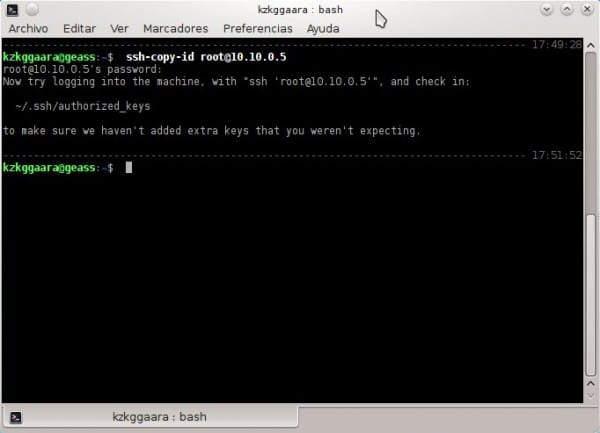 kzkggaara : bash
Archivo Editar Ver Marcadores Preferencias Ayuda
17:49:28
kzkggaara@geass:~$ ssh-copy-id root@10.10.0.5
root@10.10.0.5's password:
Now try logging into the machine, with "ssh 'root@10.10.0.5'", and check in:
~/.ssh/authorized_keys
to make sure we haven't added extra keys that you weren't expecting.
17:51:52
kzkggaara@geass:~$
kzkggaara : bash